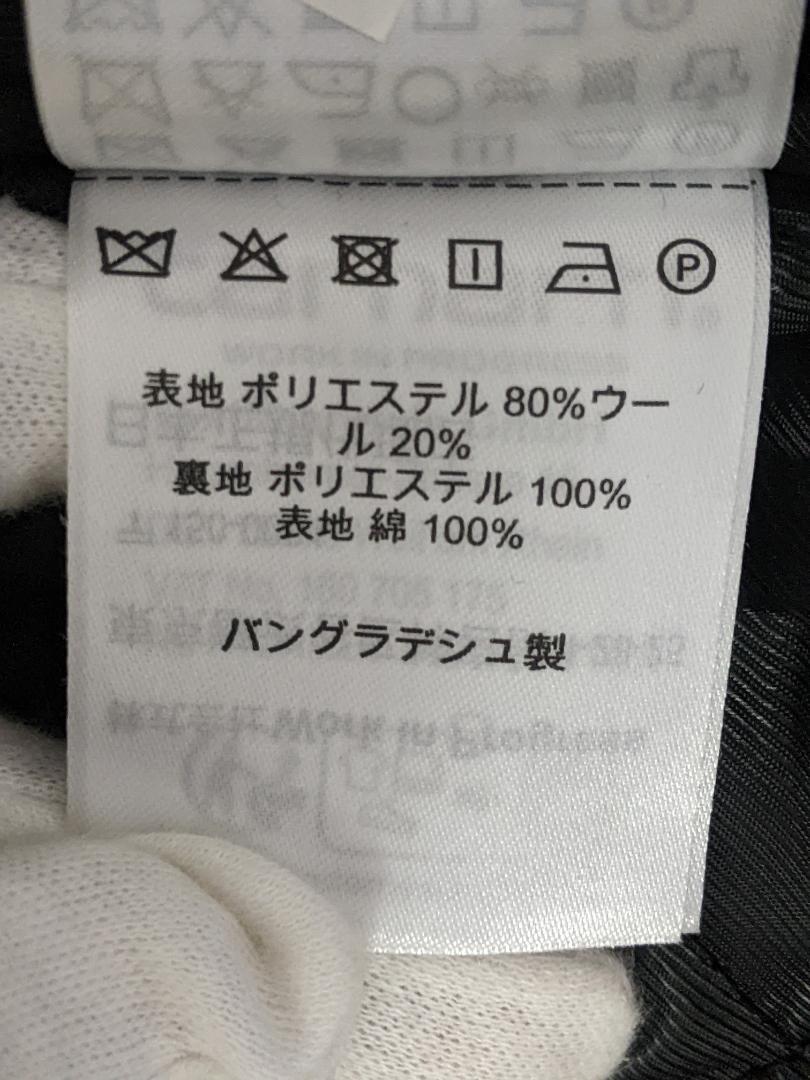 P
表地 ポリエステル 80%ウー
ル 20%
裏地 ポリエステル 100%
表地 綿 100%
バングラデシュ製